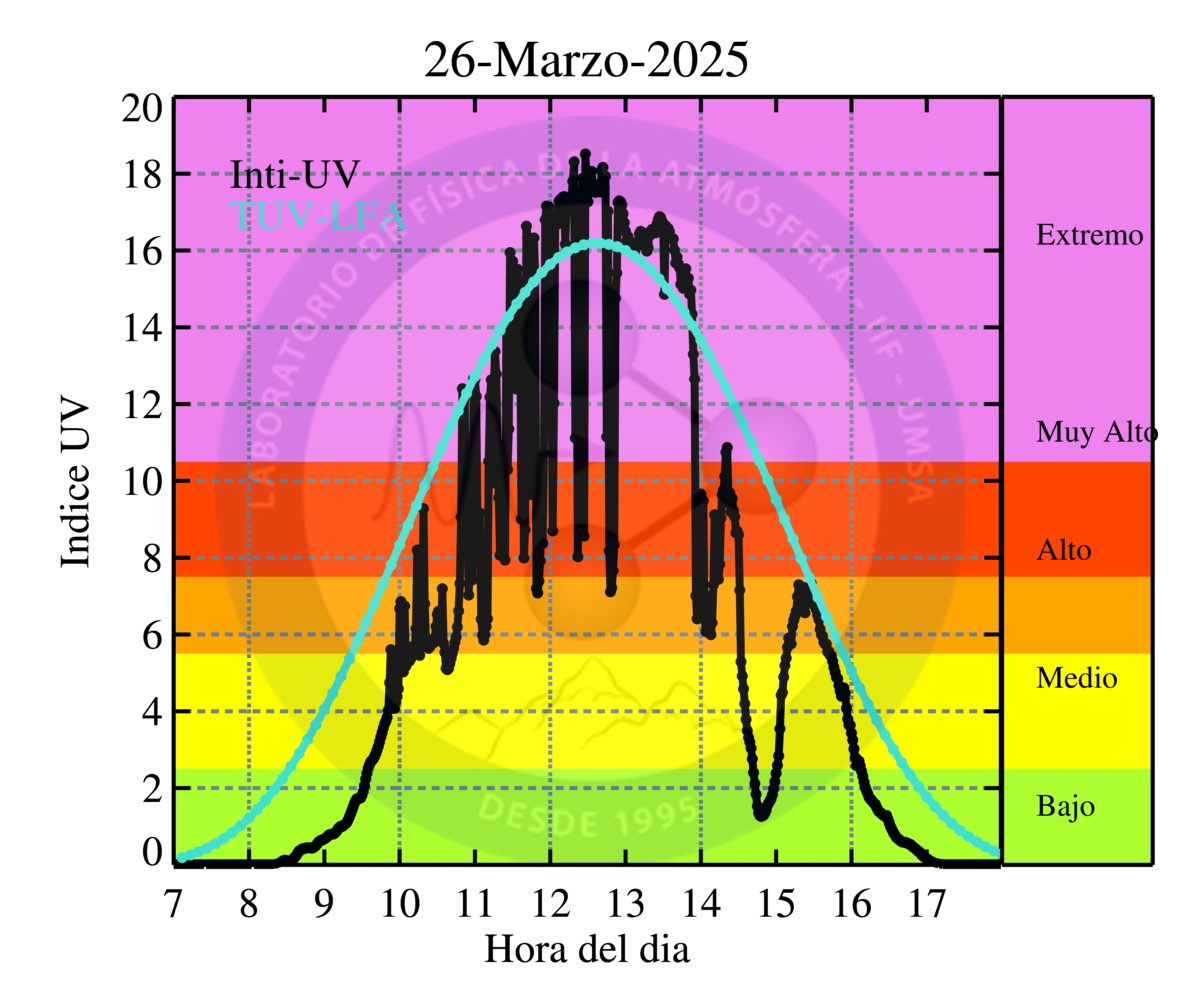 26-Marzo-2025
20
18
16
14
12
10
8
6
4
2
0
Indice UV
Inti-UV
TUV-LFA
LABORATORIO DE FÍSICA DE LA ATMÓSFERA - IIF - UMSA
DESDE 1995
Extremo
Muy Alto
Alto
Medio
Bajo
7 8 9 10 11 12 13 14 15 16 17
Hora del dia